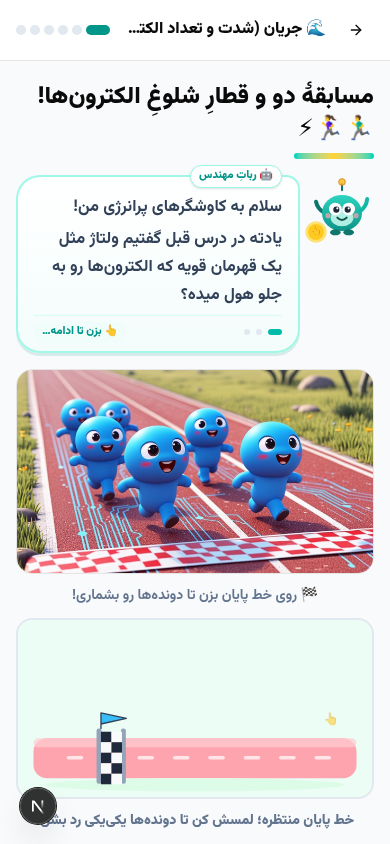 🌊 جریان (شدت و تعداد الکتـ...
مسابقهٔ دو و قطارِ شلوغِ الکترون‌ها!
🏃‍♂️🏃‍♀️⚡
🤖 رباتِ مهندس
سلام به کاوشگرهای پرانرژی من!
یادته در درس قبل گفتیم ولتاژ مثل
یک قهرمان قویه که الکترون‌ها رو به
جلو هول میده؟
👆 بزن تا ادامه...
🏁 روی خط پایان بزن تا دونده‌ها رو بشماری!
خط پایان منتظره؛ لمسش کن تا دونده‌ها یکی‌یکی رد
N